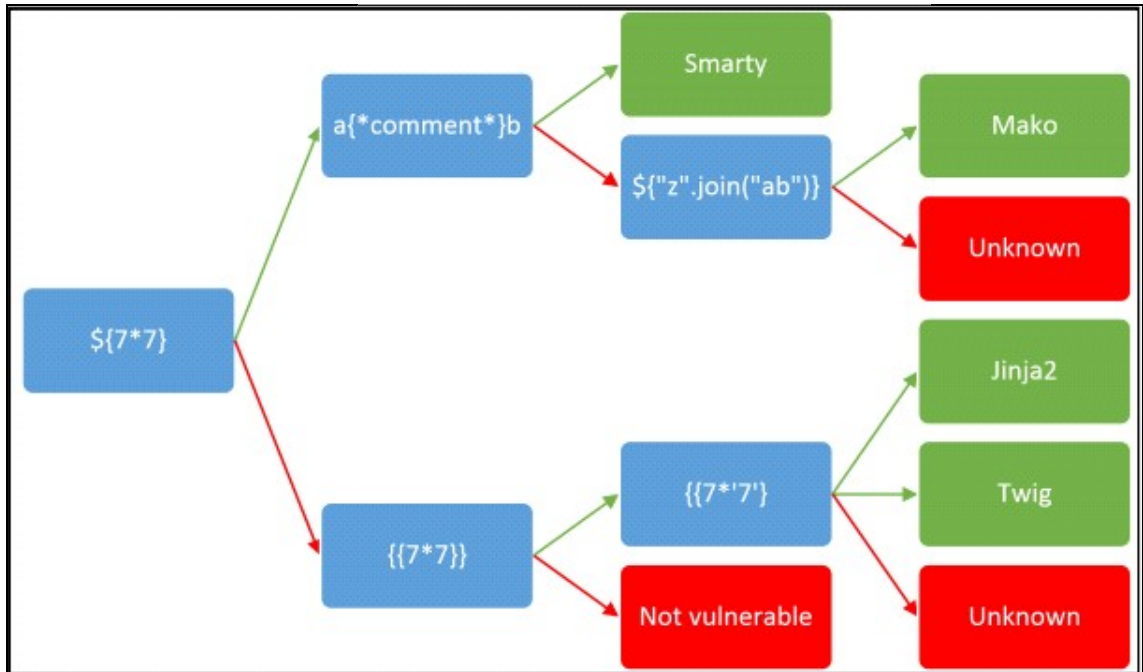 Smarty
a{*comment*}b
Mako
${"z".join("ab")}
Unknown
${7*7}
Jinja2
{{7*'7'}
Twig
{{7*7}}
Not vulnerable
Unknown